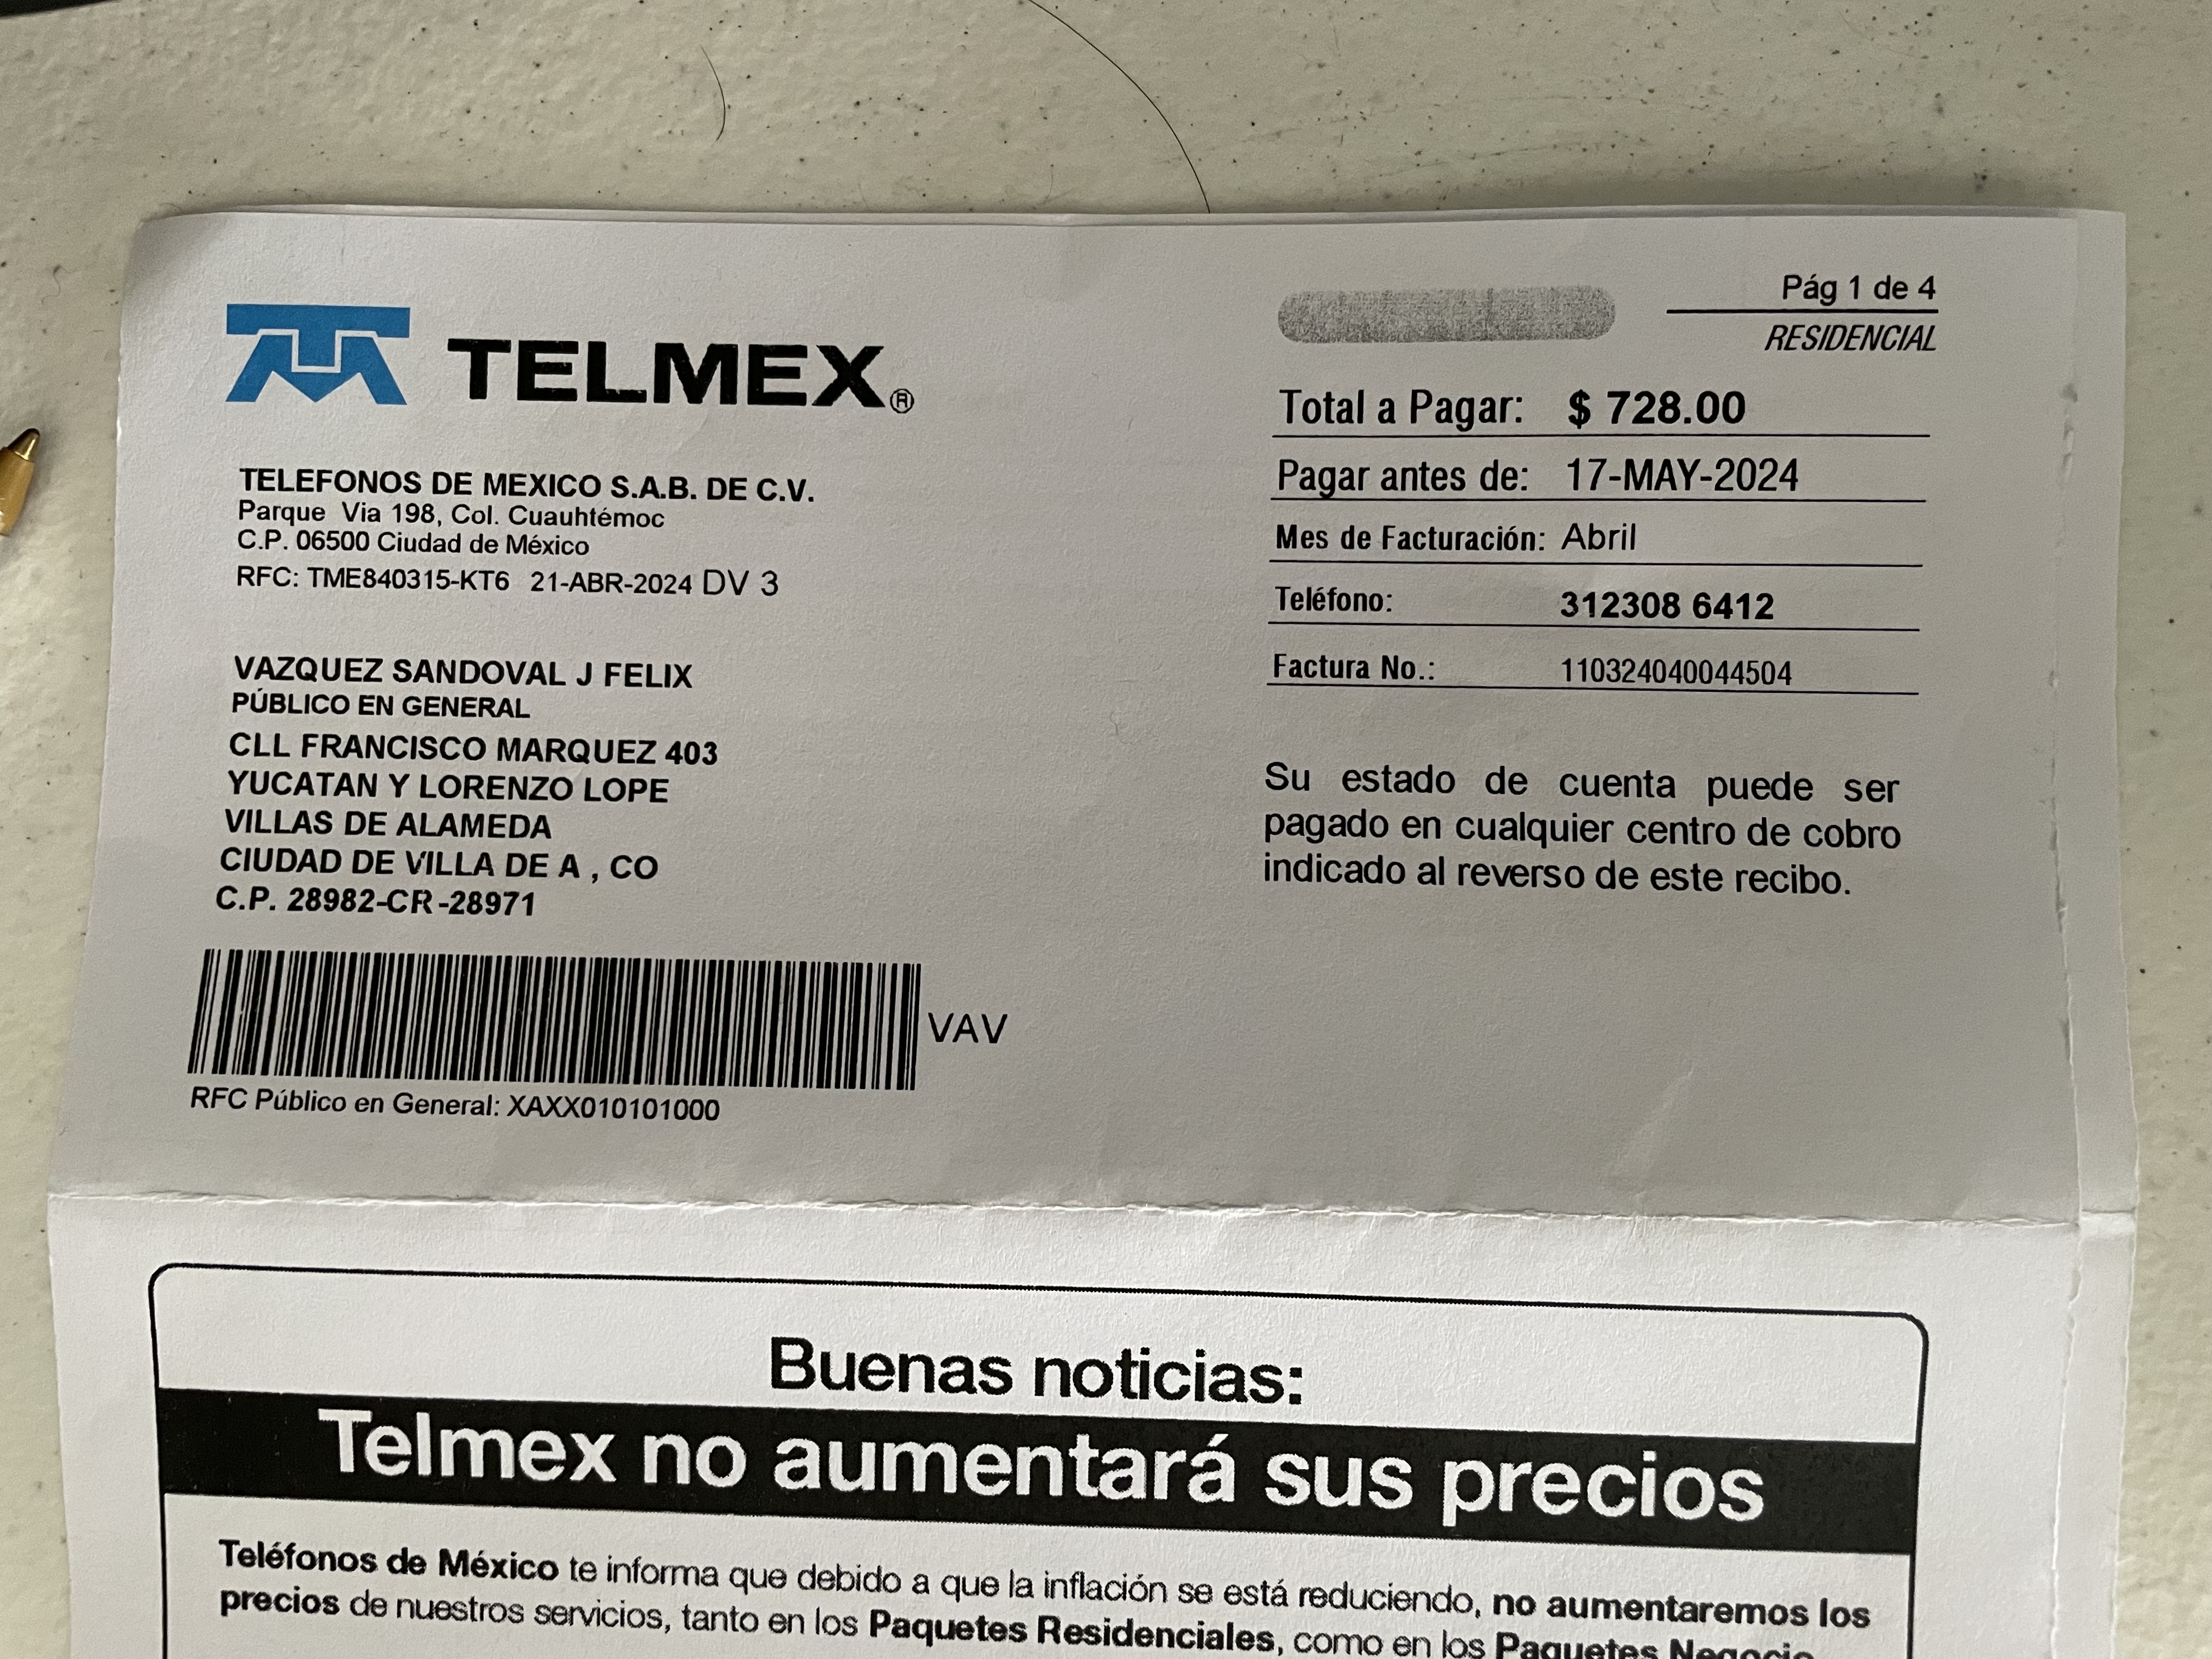 TELMEX®
TELEFONOS DE MEXICO S.A.B. DE C.V.
Parque Via 198, Col. Cuauhtémoc
C.P. 06500 Ciudad de México
RFC: TME840315-KT6 21-ABR-2024 DV 3
VAZQUEZ SANDOVAL J FELIX
PÚBLICO EN GENERAL
CLL FRANCISCO MARQUEZ 403
YUCATAN Y LORENZO LOPE
VILLAS DE ALAMEDA
CIUDAD DE VILLA DE A , CO
C.P. 28982-CR -28971
VAV
RFC Público en General: XAXX010101000
Pág 1 de 4
RESIDENCIAL
Total a Pagar: $ 728.00
Pagar antes de: 17-MAY-2024
Mes de Facturación: Abril
Teléfono: 312308 6412
Factura No.: 110324040044504
Su estado de cuenta puede ser
pagado en cualquier centro de cobro
indicado al reverso de este recibo.
Buenas noticias:
Telmex no aumentará sus precios
Teléfonos de México te informa que debido a que la inflación se está reduciendo, no aumentaremos los
precios de nuestros servicios, tanto en los Paquetes Residenciales, como en los Paquetes Negocio